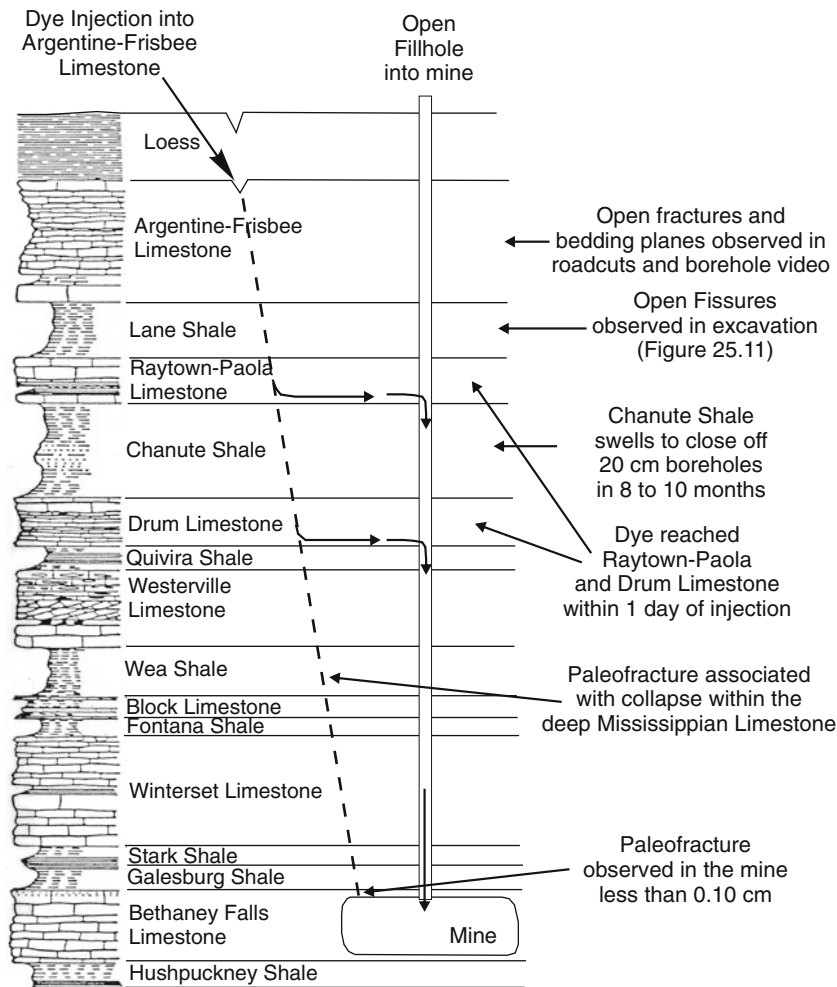 Dye Injection into
Argentine-Frisbee
Limestone
Open
Fillhole
into mine
Loess
Argentine-Frisbee
Limestone
Open fractures and
bedding planes observed in
roadcuts and borehole video
Lane Shale
Open Fissures
observed in excavation
(Figure 25.11)
Raytown-Paola
Limestone
Chanute Shale
Chanute Shale
swells to close off
20 cm boreholes
in 8 to 10 months
Drum Limestone
Dye reached
Raytown-Paola
and Drum Limestone
within 1 day of injection
Quivira Shale
Westerville
Limestone
Wea Shale
Paleofracture associated
with collapse within the
deep Mississippian Limestone
Block Limestone
Fontana Shale
Winterset Limestone
Stark Shale
Galesburg Shale
Paleofracture
observed in the mine
less than 0.10 cm
Bethaney Falls
Limestone
Mine
Hushpuckney Shale